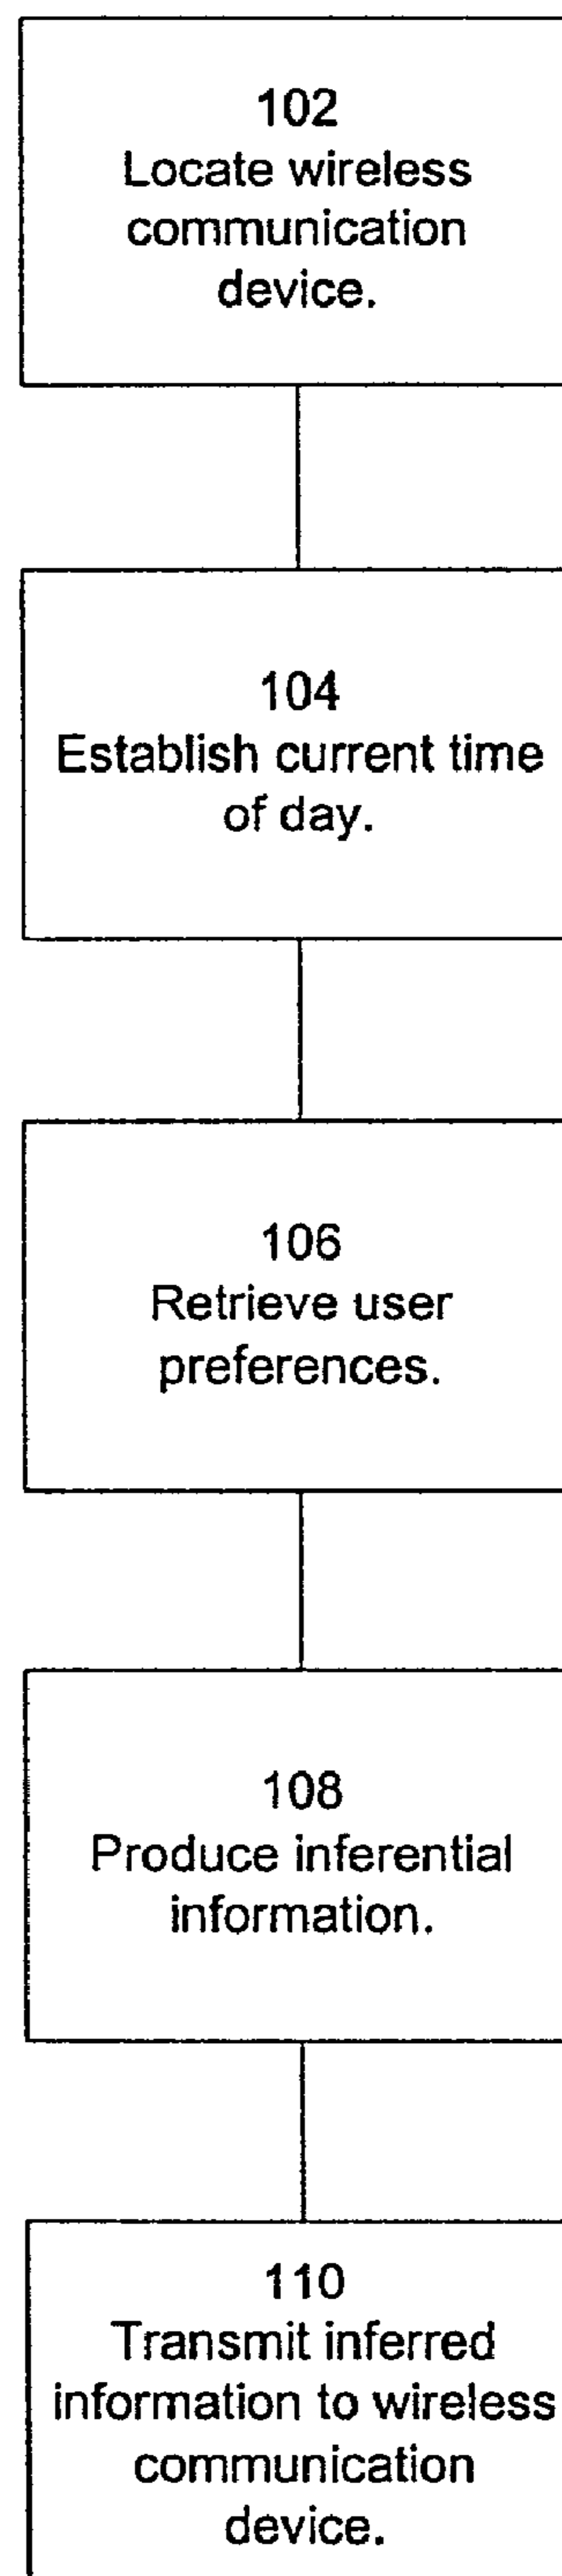 102
Locate wireless
communication
device.
104
Establish current time
of day.
106
Retrieve user
preferences.
108
Produce inferential
information.
110
Transmit inferred
information to wireless
communication
device.